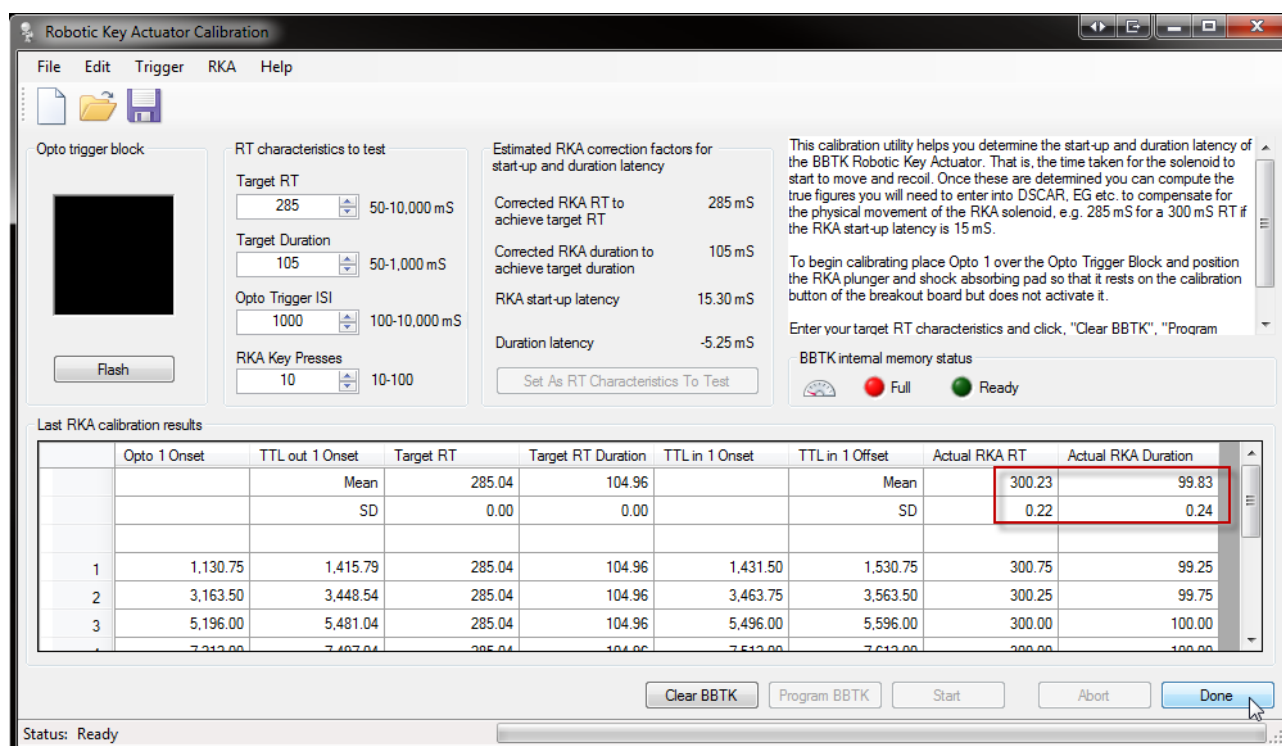 Robotic Key Actuator Calibration
File Edit Trigger RKA Help
Opto trigger block
Flash
RT characteristics to test
Target RT
285 50-10,000 mS
Target Duration
105 50-1,000 mS
Opto Trigger ISI
1000 100-10,000 mS
RKA Key Presses
10 10-100
Estimated RKA correction factors for
start-up and duration latency
Corrected RKA RT to
achieve target RT 285 mS
Corrected RKA duration to
achieve target duration 105 mS
RKA start-up latency 15.30 mS
Duration latency -5.25 mS
Set As RT Characteristics To Test
This calibration utility helps you determine the start-up and duration latency of
the BBTK Robotic Key Actuator. That is, the time taken for the solenoid to
start to move and recoil. Once these are determined you can compute the
true figures you will need to enter into DSCAR, EG etc. to compensate for
the physical movement of the RKA solenoid, e.g. 285 mS for a 300 mS RT if
the RKA start-up latency is 15 mS.
To begin calibrating place Opto 1 over the Opto Trigger Block and position
the RKA plunger and shock absorbing pad so that it rests on the calibration
button of the breakout board but does not activate it.
Enter your target RT characteristics and click, "Clear BBTK", "Program
BBTK internal memory status
Full Ready
Last RKA calibration results
Opto 1 Onset TTL out 1 Onset Target RT Target RT Duration TTL in 1 Onset TTL in 1 Offset Actual RKA RT Actual RKA Duration
Mean 285.04 104.96 Mean 300.23 99.83
SD 0.00 0.00 SD 0.22 0.24
1 1,130.75 1,415.79 285.04 104.96 1,431.50 1,530.75 300.75 99.25
2 3,163.50 3,448.54 285.04 104.96 3,463.75 3,563.50 300.25 99.75
3 5,196.00 5,481.04 285.04 104.96 5,496.00 5,596.00 300.00 100.00
Clear BBTK Program BBTK Start Abort Done
Status: Ready